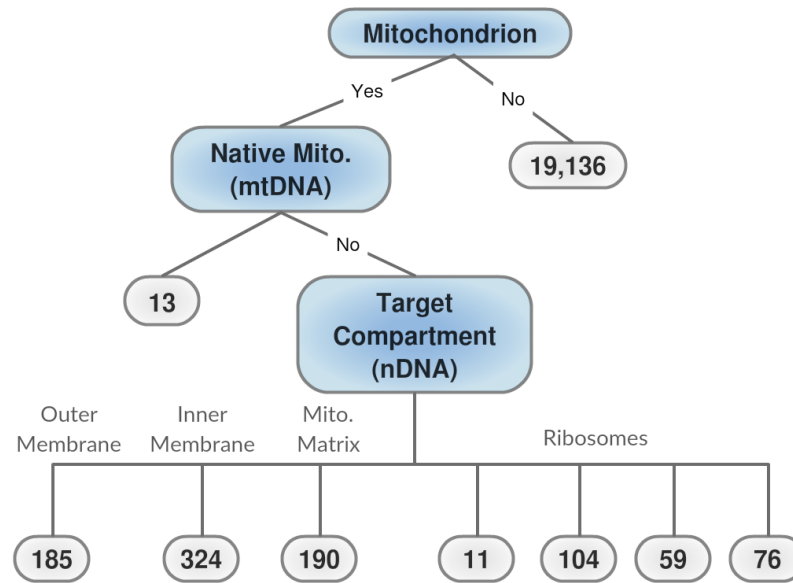 Mitochondrion
Yes
No
Native Mito.
(mtDNA)
19,136
No
13
Target
Compartment
(nDNA)
Outer
Membrane
Inner
Membrane
Mito.
Matrix
Ribosomes
185
324
190
11
104
59
76